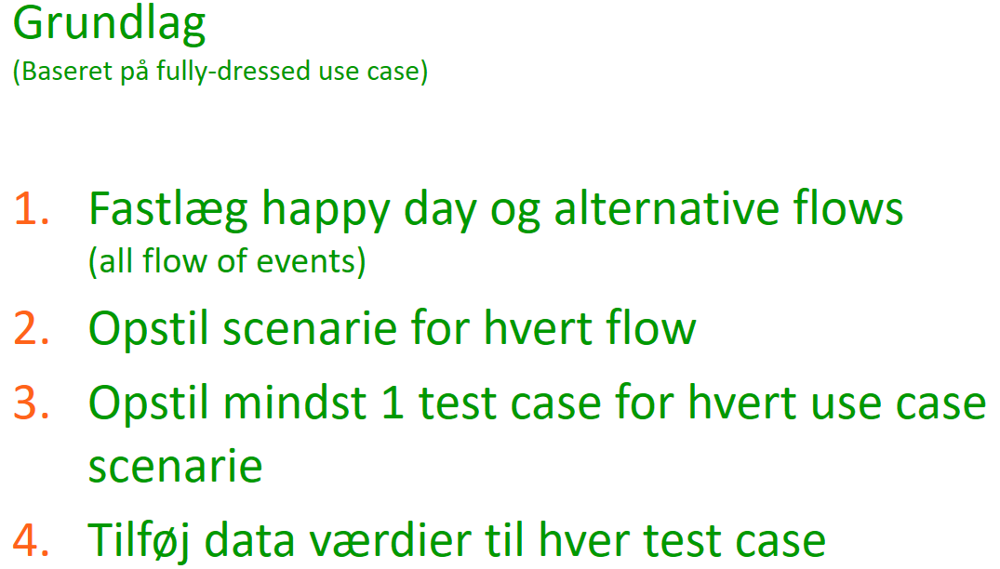 Grundlag
(Baseret på fully-dressed use case)
1. Fastlæg happy day og alternative flows
(all flow of events)
2. Opstil scenarie for hvert flow
3. Opstil mindst 1 test case for hvert use case
scenarie
4. Tilføj data værdier til hver test case